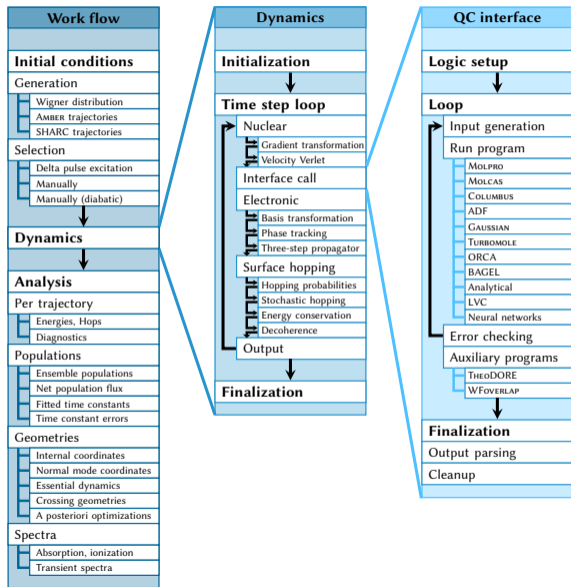 Work flow
Initial conditions
Generation
Wigner distribution
AMBER trajectories
SHARC trajectories
Selection
Delta pulse excitation
Manually
Manually (diabatic)
Dynamics
Analysis
Per trajectory
Energies, Hops
Diagnostics
Populations
Ensemble populations
Net population flux
Fitted time constants
Time constant errors
Geometries
Internal coordinates
Normal mode coordinates
Essential dynamics
Crossing geometries
A posteriori optimizations
Spectra
Absorption, ionization
Transient spectra
Dynamics
Initialization
Time step loop
Nuclear
Gradient transformation
Velocity Verlet
Interface call
Electronic
Basis transformation
Phase tracking
Three-step propagator
Surface hopping
Hopping probabilities
Stochastic hopping
Energy conservation
Decoherence
Output
Finalization
QC interface
Logic setup
Loop
Input generation
Run program
MOLPRO
MOLCAS
COLUMBUS
ADF
GAUSSIAN
TURBOMOLE
ORCA
BAGEL
Analytical
LVC
Neural networks
Error checking
Auxiliary programs
THEODORE
WFOVERLAP
Finalization
Output parsing
Cleanup